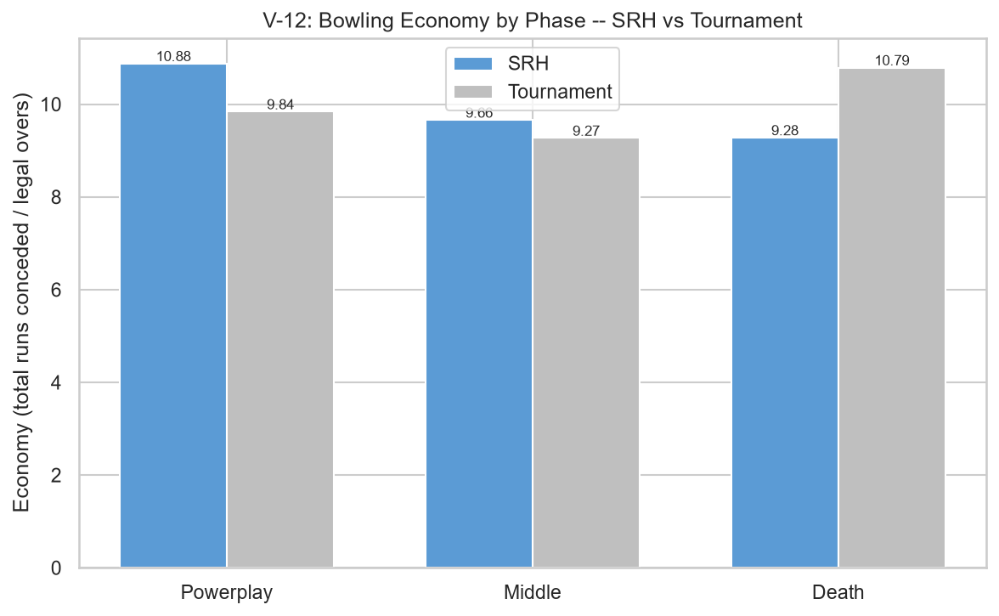 V-12: Bowling Economy by Phase -- SRH vs Tournament
SRH
Tournament
Economy (total runs conceded / legal overs)
10
8
6
4
2
0
10.88
9.84
9.66
9.27
9.28
10.79
Powerplay
Middle
Death